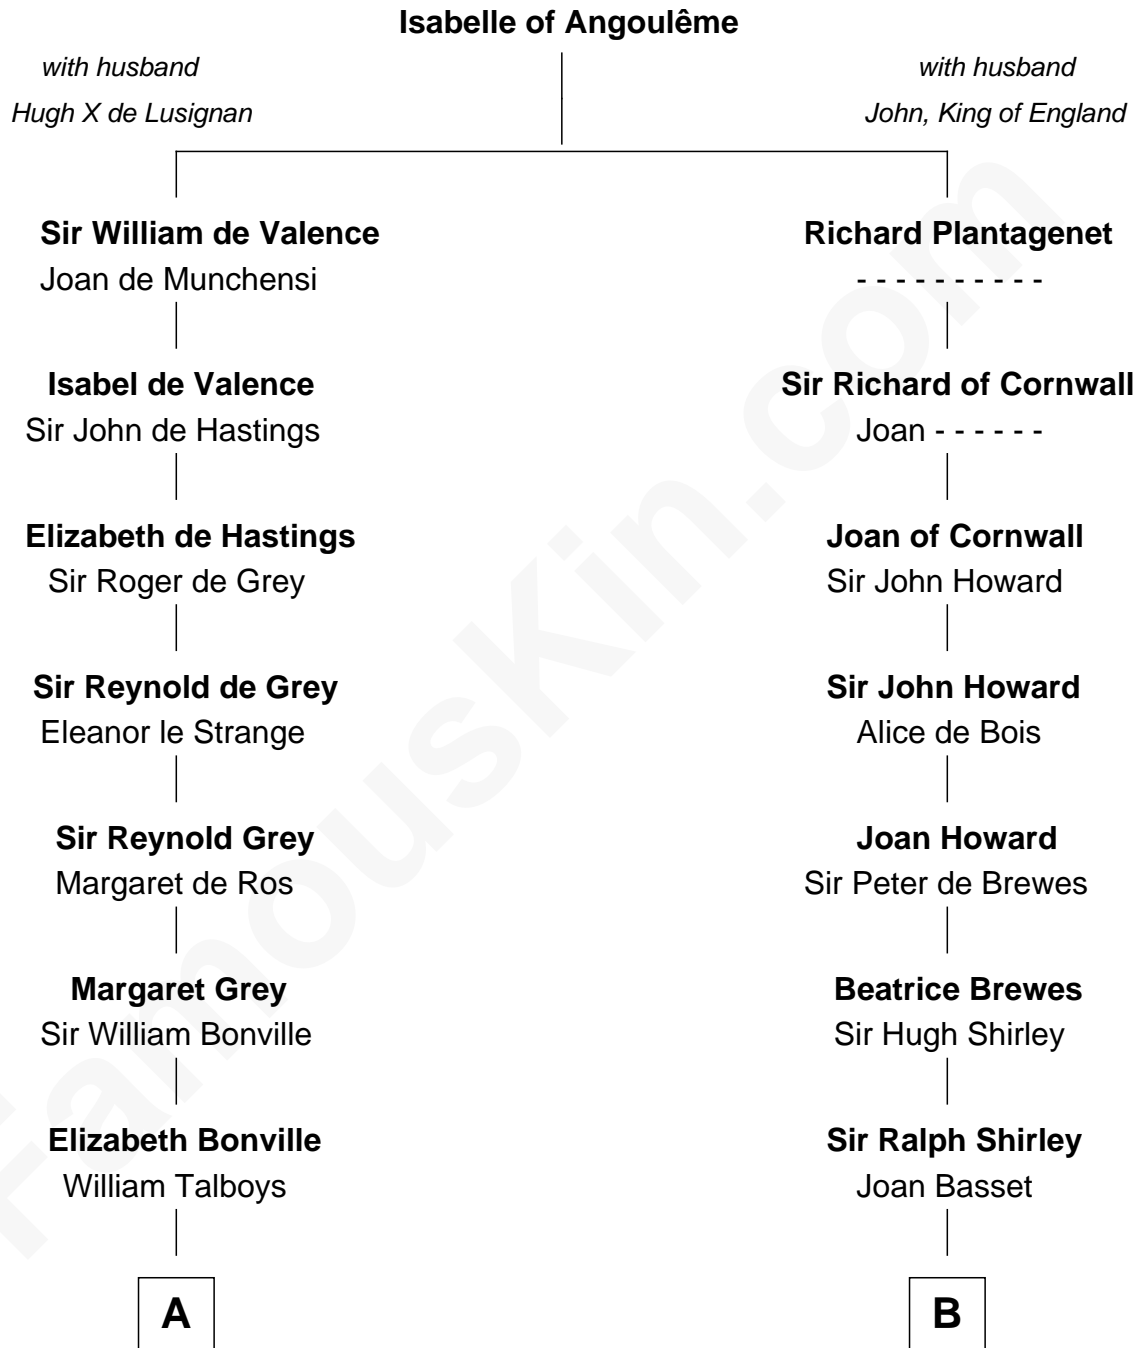 Isabelle of Angoulême
with husband
Hugh X de Lusignan
with husband
John, King of England
Sir William de Valence
Joan de Munchensi
Isabel de Valence
Sir John de Hastings
Elizabeth de Hastings
Sir Roger de Grey
Sir Reynold de Grey
Eleanor le Strange
Sir Reynold Grey
Margaret de Ros
Margaret Grey
Sir William Bonville
Elizabeth Bonville
William Talboys
A
Richard Plantagenet
- - - - - - - - - -
Sir Richard of Cornwall
Joan - - - - - -
Joan of Cornwall
Sir John Howard
Sir John Howard
Alice de Bois
Joan Howard
Sir Peter de Brewes
Beatrice Brewes
Sir Hugh Shirley
Sir Ralph Shirley
Joan Basset
B
FamousKin.com